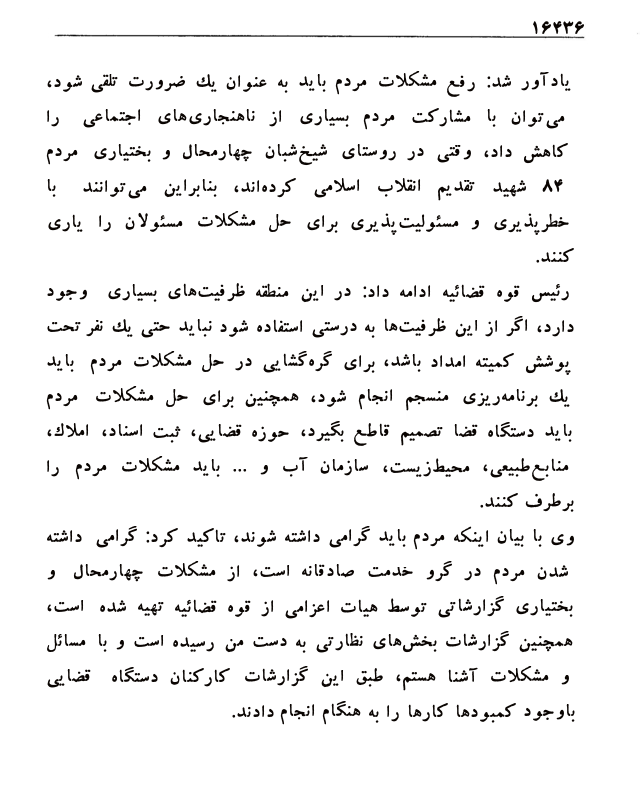 ۱۶۴۳۶
یادآور شد: رفع مشکلات مردم باید به عنوان یك ضرورت تلقی شود،
می‌توان با مشارکت مردم بسیاری از ناهنجاری‌های اجتماعی را
کاهش داد، وقتی در روستای شیخ‌شبان چهارمحال و بختیاری مردم
۸۴ شهید تقدیم انقلاب اسلامی کرده‌اند، بنابراین می‌توانند با
خطرپذیری و مسئولیت‌پذیری برای حل مشکلات مسئولان را یاری
کنند.
رئیس قوه قضائیه ادامه داد: در این منطقه ظرفیت‌های بسیاری وجود
دارد، اگر از این ظرفیت‌ها به درستی استفاده شود نباید حتی یك نفر تحت
پوشش کمیته امداد باشد، برای گره‌گشایی در حل مشکلات مردم باید
یك برنامه‌ریزی منسجم انجام شود، همچنین برای حل مشکلات مردم
باید دستگاه قضا تصمیم قاطع بگیرد، حوزه قضایی، ثبت اسناد، املاك،
منابع‌طبیعی، محیط‌زیست، سازمان آب و ... باید مشکلات مردم را
برطرف کنند.
وی با بیان اینکه مردم باید گرامی داشته شوند، تاکید کرد: گرامی داشته
شدن مردم در گرو خدمت صادقانه است، از مشکلات چهارمحال و
بختیاری گزارشاتی توسط هیات اعزامی از قوه قضائیه تهیه شده است،
همچنین گزارشات بخش‌های نظارتی به دست من رسیده است و با مسائل
و مشکلات آشنا هستم، طبق این گزارشات کارکنان دستگاه قضایی
باوجود کمبودها کارها را به هنگام انجام دادند.